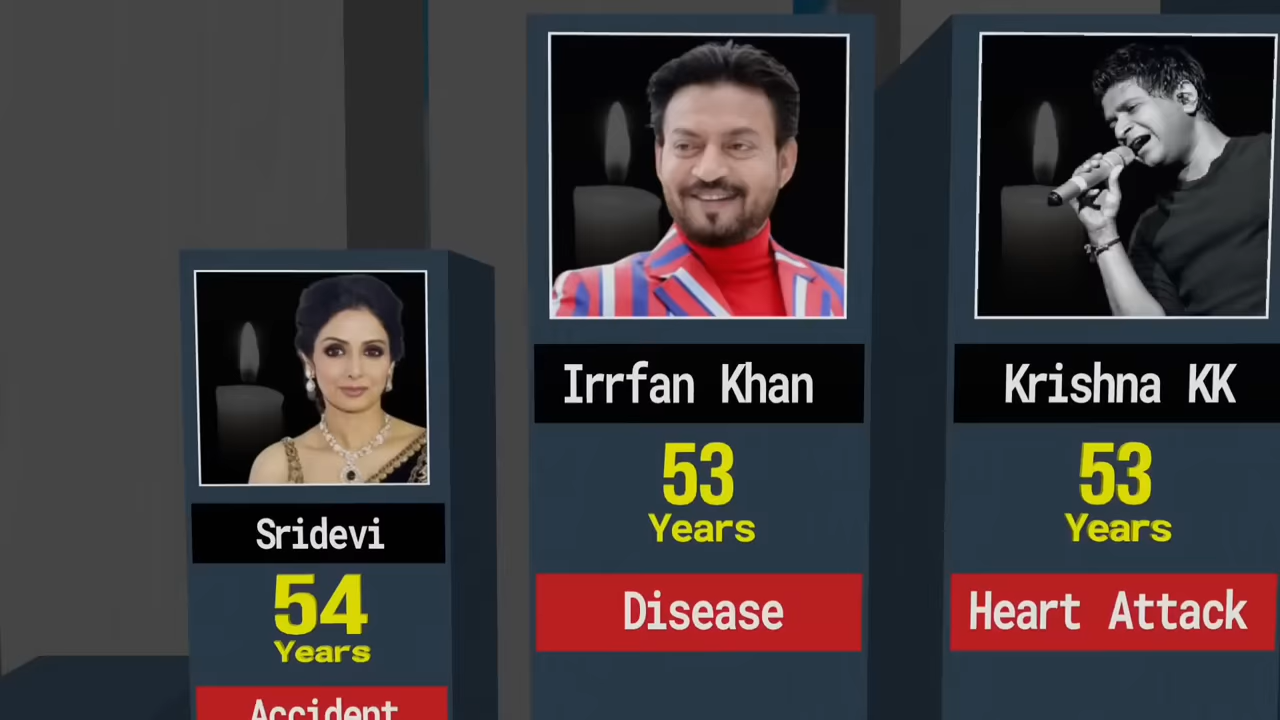 Sridevi
54
Years
Accident
Irrfan Khan
53
Years
Disease
Krishna KK
53
Years
Heart Attack